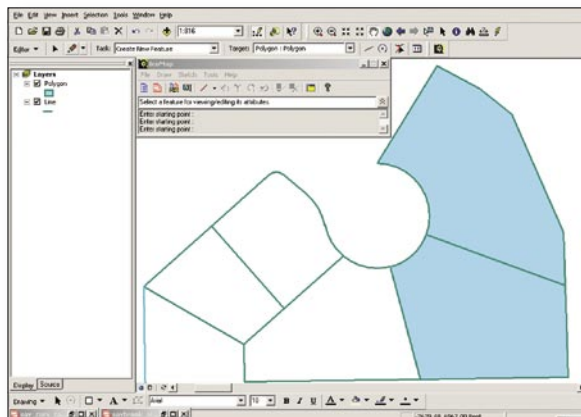 File Edit View Insert Selection Tools Window Help
1:816
Editor Task: Create New Feature Target: Polygon : Polygon
Layers
Polygon
Line
File Draw Sketch Tools Help
Select a feature for viewing/editing its attributes
Enter starting point :
Enter starting point :
Enter starting point :
Display Source
Drawing A Arial 10 B I U A